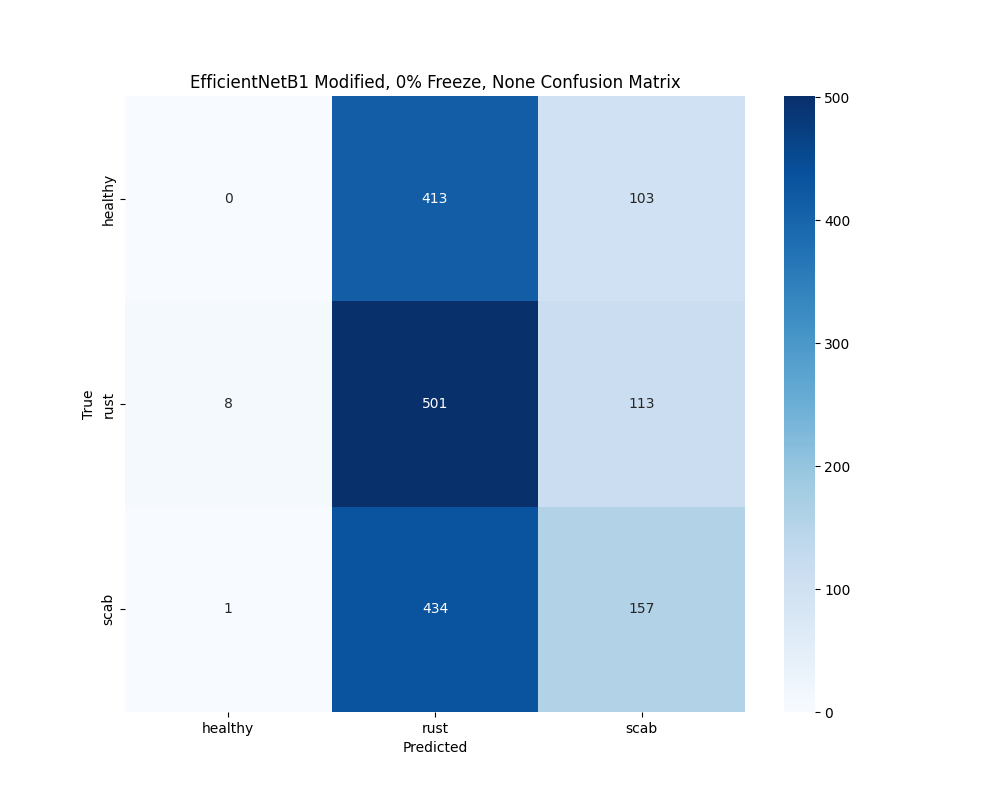 EfficientNetB1 Modified, 0% Freeze, None Confusion Matrix
healthy 0 413 103
True
rust 8 501 113
scab 1 434 157
healthy rust scab
Predicted
500
400
300
200
100
0